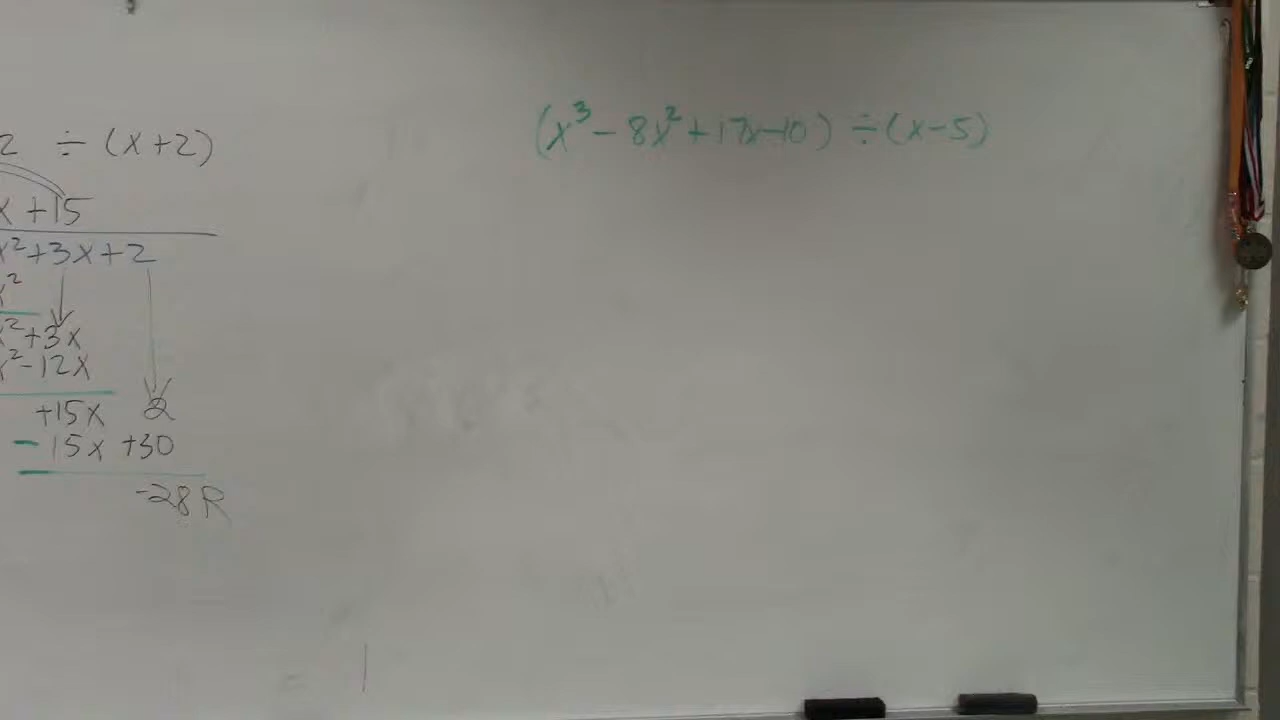 2 ÷ (x+2)
x +15
x²+3x+2
x²
x²+3x
x²-12x
+15x 2
- 15x +30
-28 R
(x³ - 8x² + 17x - 10) ÷ (x - 5)